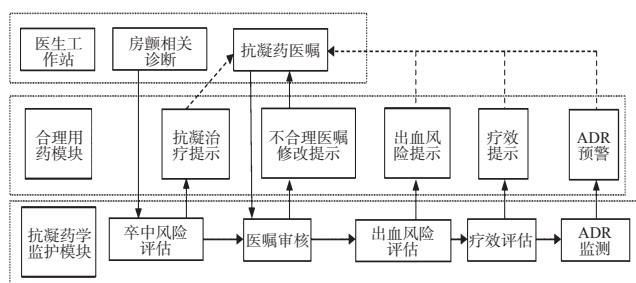 医生工
作站
房颤相关
诊断
抗凝药医嘱
合理用
药模块
抗凝治
疗提示
不合理医嘱
修改提示
出血风
险提示
疗效
提示
ADR
预警
抗凝药学
监护模块
卒中风险
评估
医嘱审核
出血风险
评估
疗效评估
ADR
监测